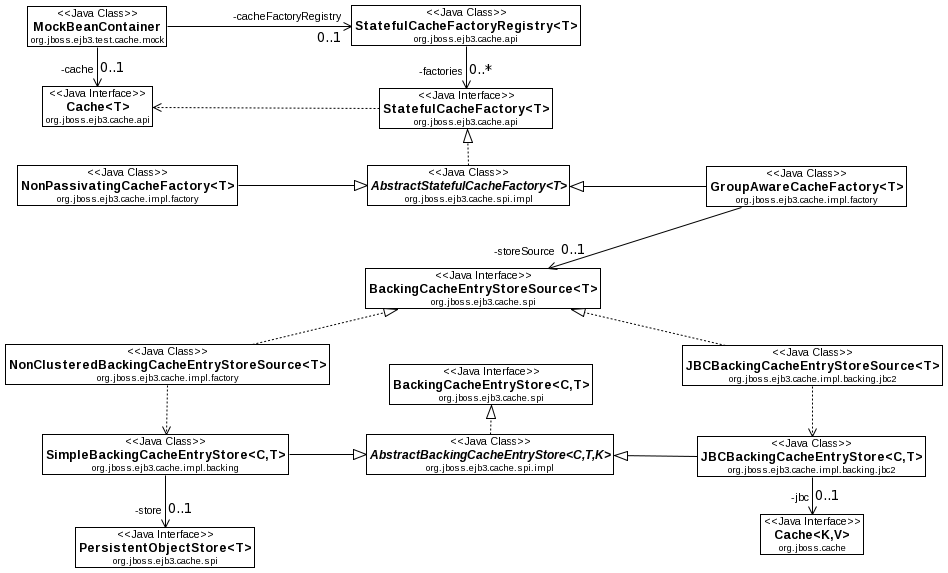 <<Java Class>>
MockBeanContainer
org.jboss.ejb3.test.cache.mock
-cacheFactoryRegistry
0..1
<<Java Class>>
StatefulCacheFactoryRegistry<T>
org.jboss.ejb3.cache.api
-cache 0..1
-factories 0..*
<<Java Interface>>
Cache<T>
org.jboss.ejb3.cache.api
<<Java Interface>>
StatefulCacheFactory<T>
org.jboss.ejb3.cache.api
<<Java Class>>
NonPassivatingCacheFactory<T>
org.jboss.ejb3.cache.impl.factory
<<Java Class>>
AbstractStatefulCacheFactory<T>
org.jboss.ejb3.cache.spi.impl
<<Java Class>>
GroupAwareCacheFactory<T>
org.jboss.ejb3.cache.impl.factory
-storeSource 0..1
<<Java Interface>>
BackingCacheEntryStoreSource<T>
org.jboss.ejb3.cache.spi
<<Java Class>>
NonClusteredBackingCacheEntryStoreSource<T>
org.jboss.ejb3.cache.impl.factory
<<Java Interface>>
BackingCacheEntryStore<C,T>
org.jboss.ejb3.cache.spi
<<Java Class>>
JBCBackingCacheEntryStoreSource<T>
org.jboss.ejb3.cache.impl.backing.jbc2
<<Java Class>>
SimpleBackingCacheEntryStore<C,T>
org.jboss.ejb3.cache.impl.backing
<<Java Class>>
AbstractBackingCacheEntryStore<C,T,K>
org.jboss.ejb3.cache.spi.impl
<<Java Class>>
JBCBackingCacheEntryStore<C,T>
org.jboss.ejb3.cache.impl.backing.jbc2
-store 0..1
-jbc 0..1
<<Java Interface>>
PersistentObjectStore<T>
org.jboss.ejb3.cache.spi
<<Java Interface>>
Cache<K,V>
org.jboss.cache